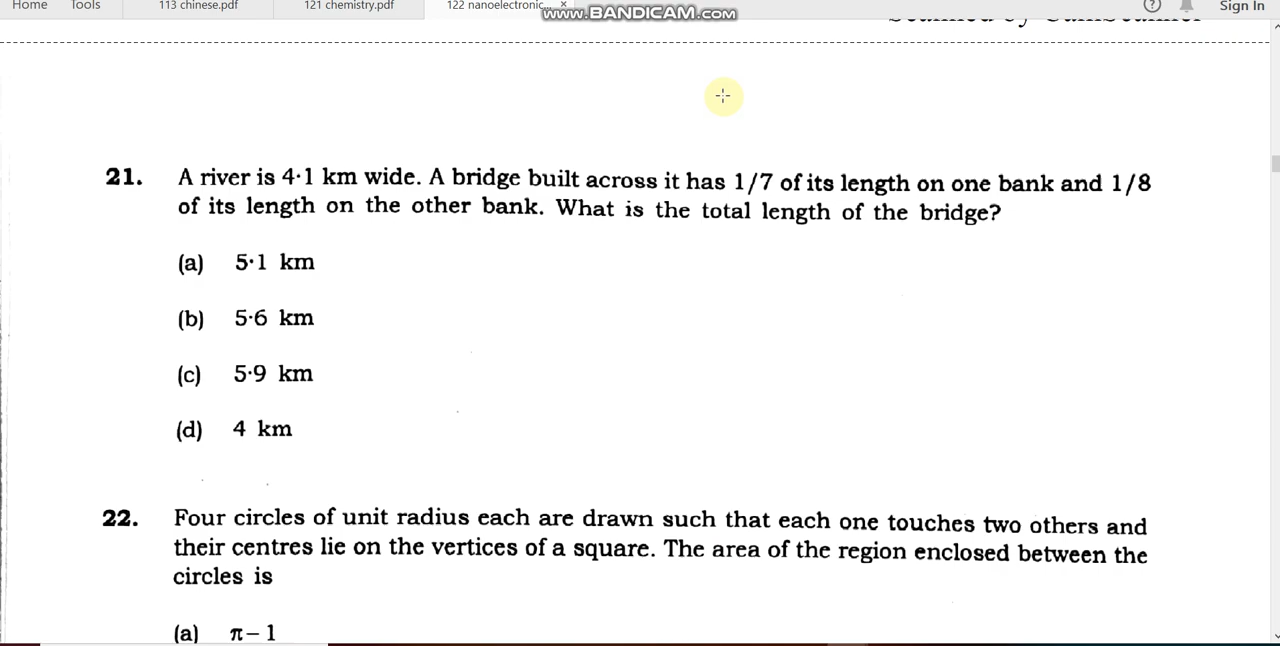 Home Tools 113 chinese.pdf 121 chemistry.pdf 122 nanoelectronic... × Sign In
www.BANDICAM.com
21. A river is 4·1 km wide. A bridge built across it has 1/7 of its length on one bank and 1/8
of its length on the other bank. What is the total length of the bridge?
(a) 5·1 km
(b) 5·6 km
(c) 5·9 km
(d) 4 km
22. Four circles of unit radius each are drawn such that each one touches two others and
their centres lie on the vertices of a square. The area of the region enclosed between the
circles is
(a) π – 1